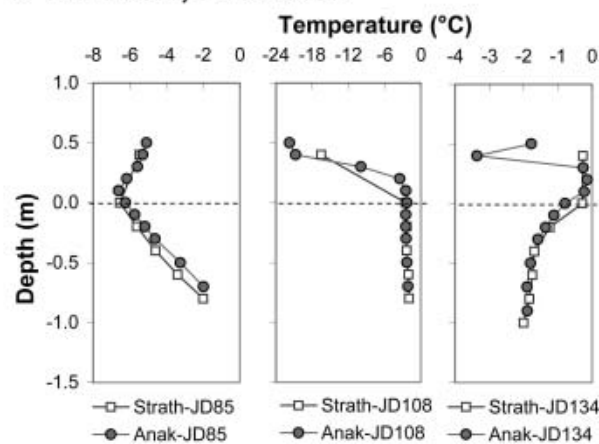 Temperature (°C)
-8 -6 -4 -2 0 -24 -18 -12 -6 0 -4 -3 -2 -1 0
1.0
0.5
0.0
-0.5
-1.0
-1.5
Depth (m)
Strath-JD85 Strath-JD108 Strath-JD134
Anak-JD85 Anak-JD108 Anak-JD134